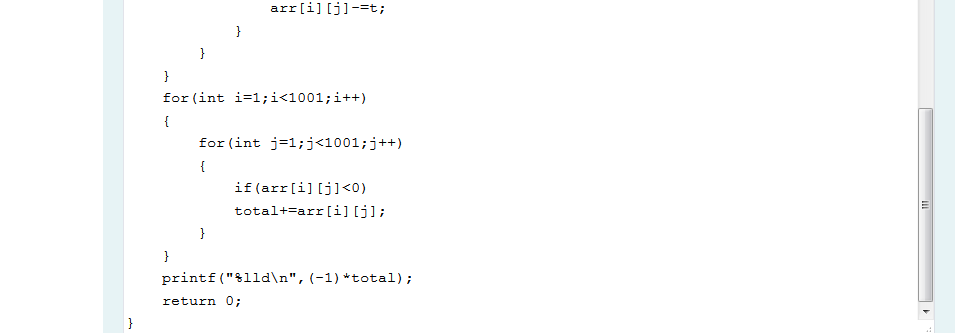 arr[i][j]-=t;
}
}
}
for(int i=1;i<1001;i++)
{
for(int j=1;j<1001;j++)
{
if(arr[i][j]<0)
total+=arr[i][j];
}
}
printf("%lld\n",(-1)*total);
return 0;
}